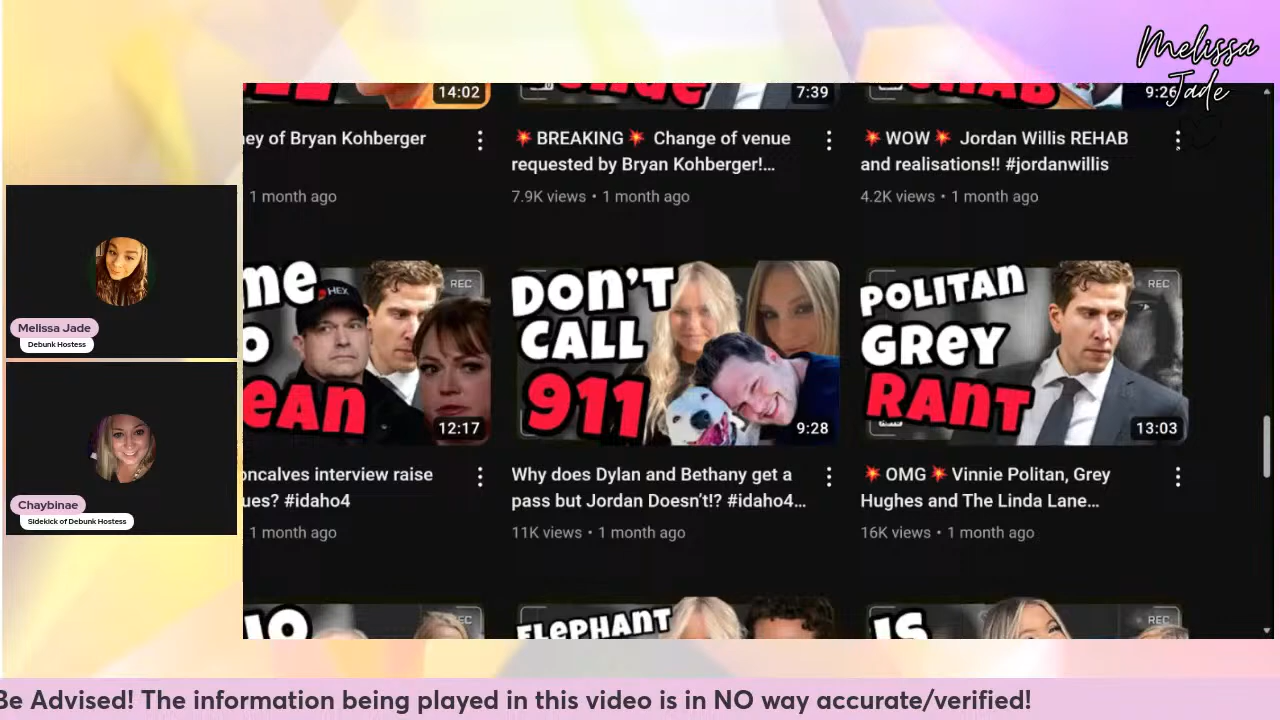 Melissa
Jade
14:02
7:39
9:26
ey of Bryan Kohberger
💥 BREAKING 💥 Change of venue
requested by Bryan Kohberger!...
💥 WOW 💥 Jordan Willis REHAB
and realisations!! #jordanwillis
1 month ago
7.9K views • 1 month ago
4.2K views • 1 month ago
me
HEX
REC
O
EAN
12:17
DON'T
CALL
911
9:28
POLITAN
GREY
RANT
REC
13:03
oncalves interview raise
ues? #idaho4
Why does Dylan and Bethany get a
pass but Jordan Doesn't!? #idaho4...
💥 OMG 💥 Vinnie Politan, Grey
Hughes and The Linda Lane...
1 month ago
11K views • 1 month ago
16K views • 1 month ago
ELEPHANT
IS
REC
Melissa Jade
Debunk Hostess
Chaybinae
Sidekick of Debunk Hostess
Be Advised! The information being played in this video is in NO way accurate/verified!